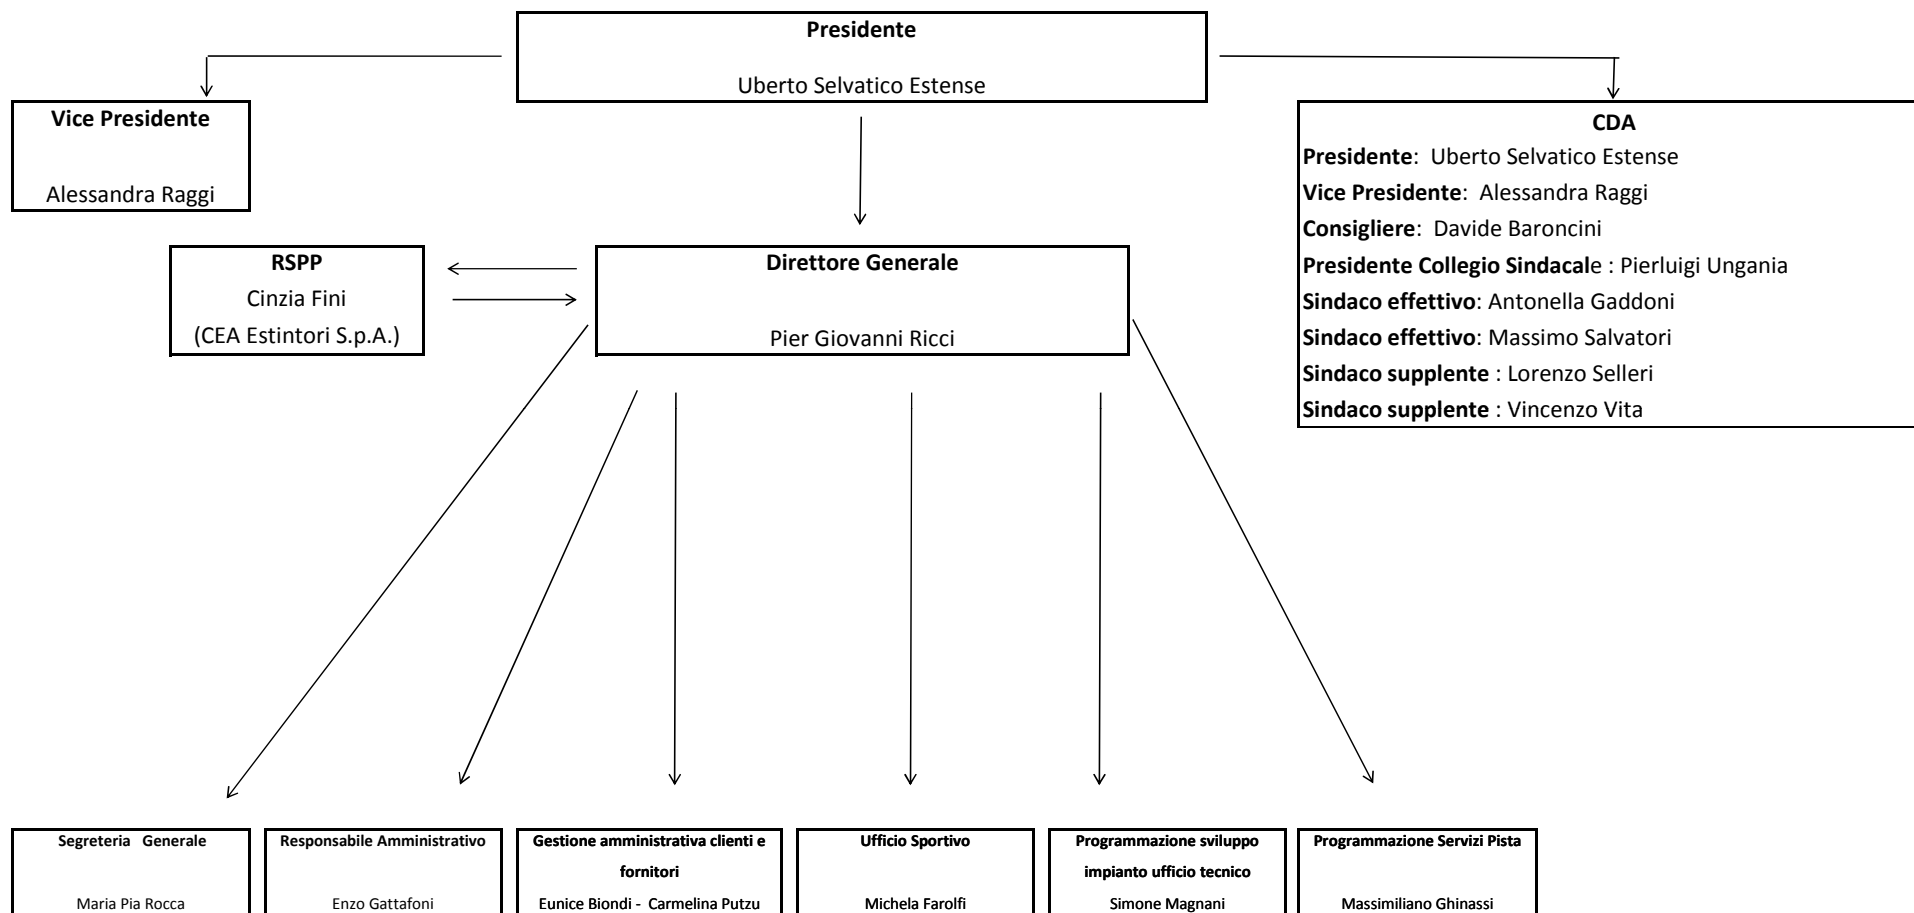 Presidente
Uberto Selvatico Estense
Vice Presidente
Alessandra Raggi
CDA
Presidente: Uberto Selvatico Estense
Vice Presidente: Alessandra Raggi
Consigliere: Davide Baroncini
Presidente Collegio Sindacale : Pierluigi Ungania
Sindaco effettivo: Antonella Gaddoni
Sindaco effettivo: Massimo Salvatori
Sindaco supplente : Lorenzo Selleri
Sindaco supplente : Vincenzo Vita
RSPP
Cinzia Fini
(CEA Estintori S.p.A.)
Direttore Generale
Pier Giovanni Ricci
Segreteria Generale
Maria Pia Rocca
Responsabile Amministrativo
Enzo Gattafoni
Gestione amministrativa clienti e
fornitori
Eunice Biondi - Carmelina Putzu
Ufficio Sportivo
Michela Farolfi
Programmazione sviluppo
impianto ufficio tecnico
Simone Magnani
Programmazione Servizi Pista
Massimiliano Ghinassi